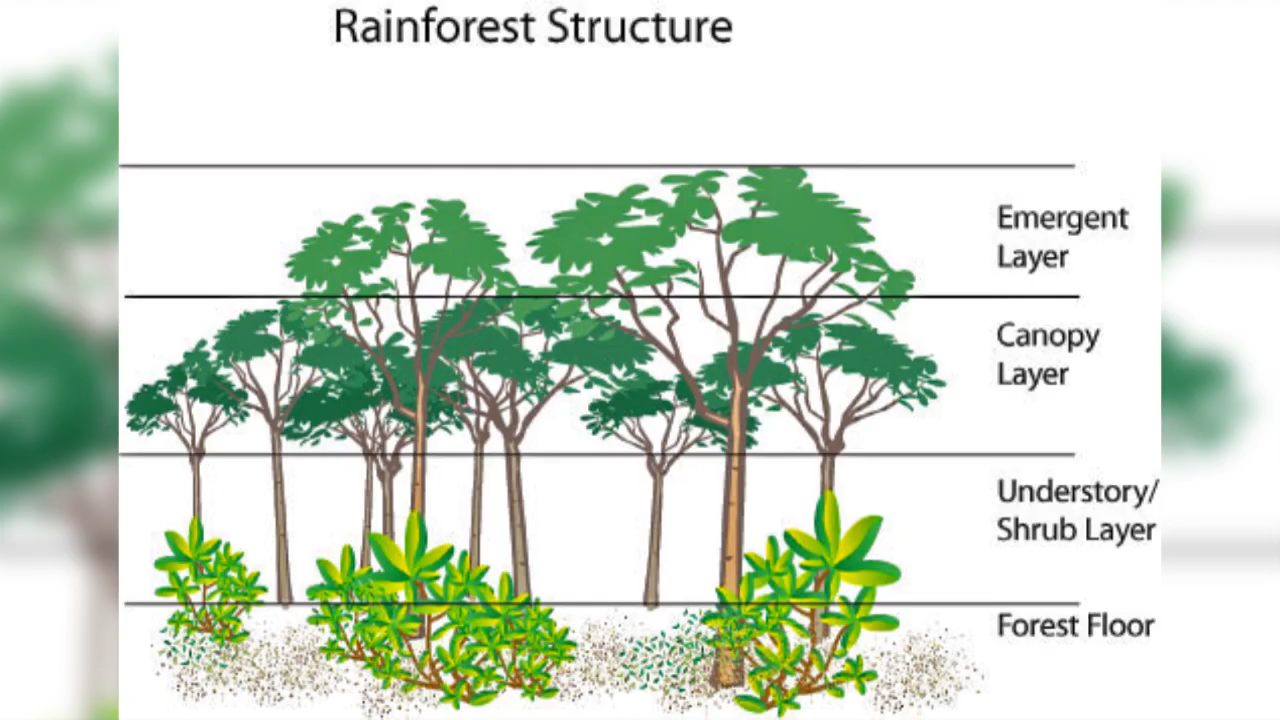 Rainforest Structure
Emergent
Layer
Canopy
Layer
Understory/
Shrub Layer
Forest Floor